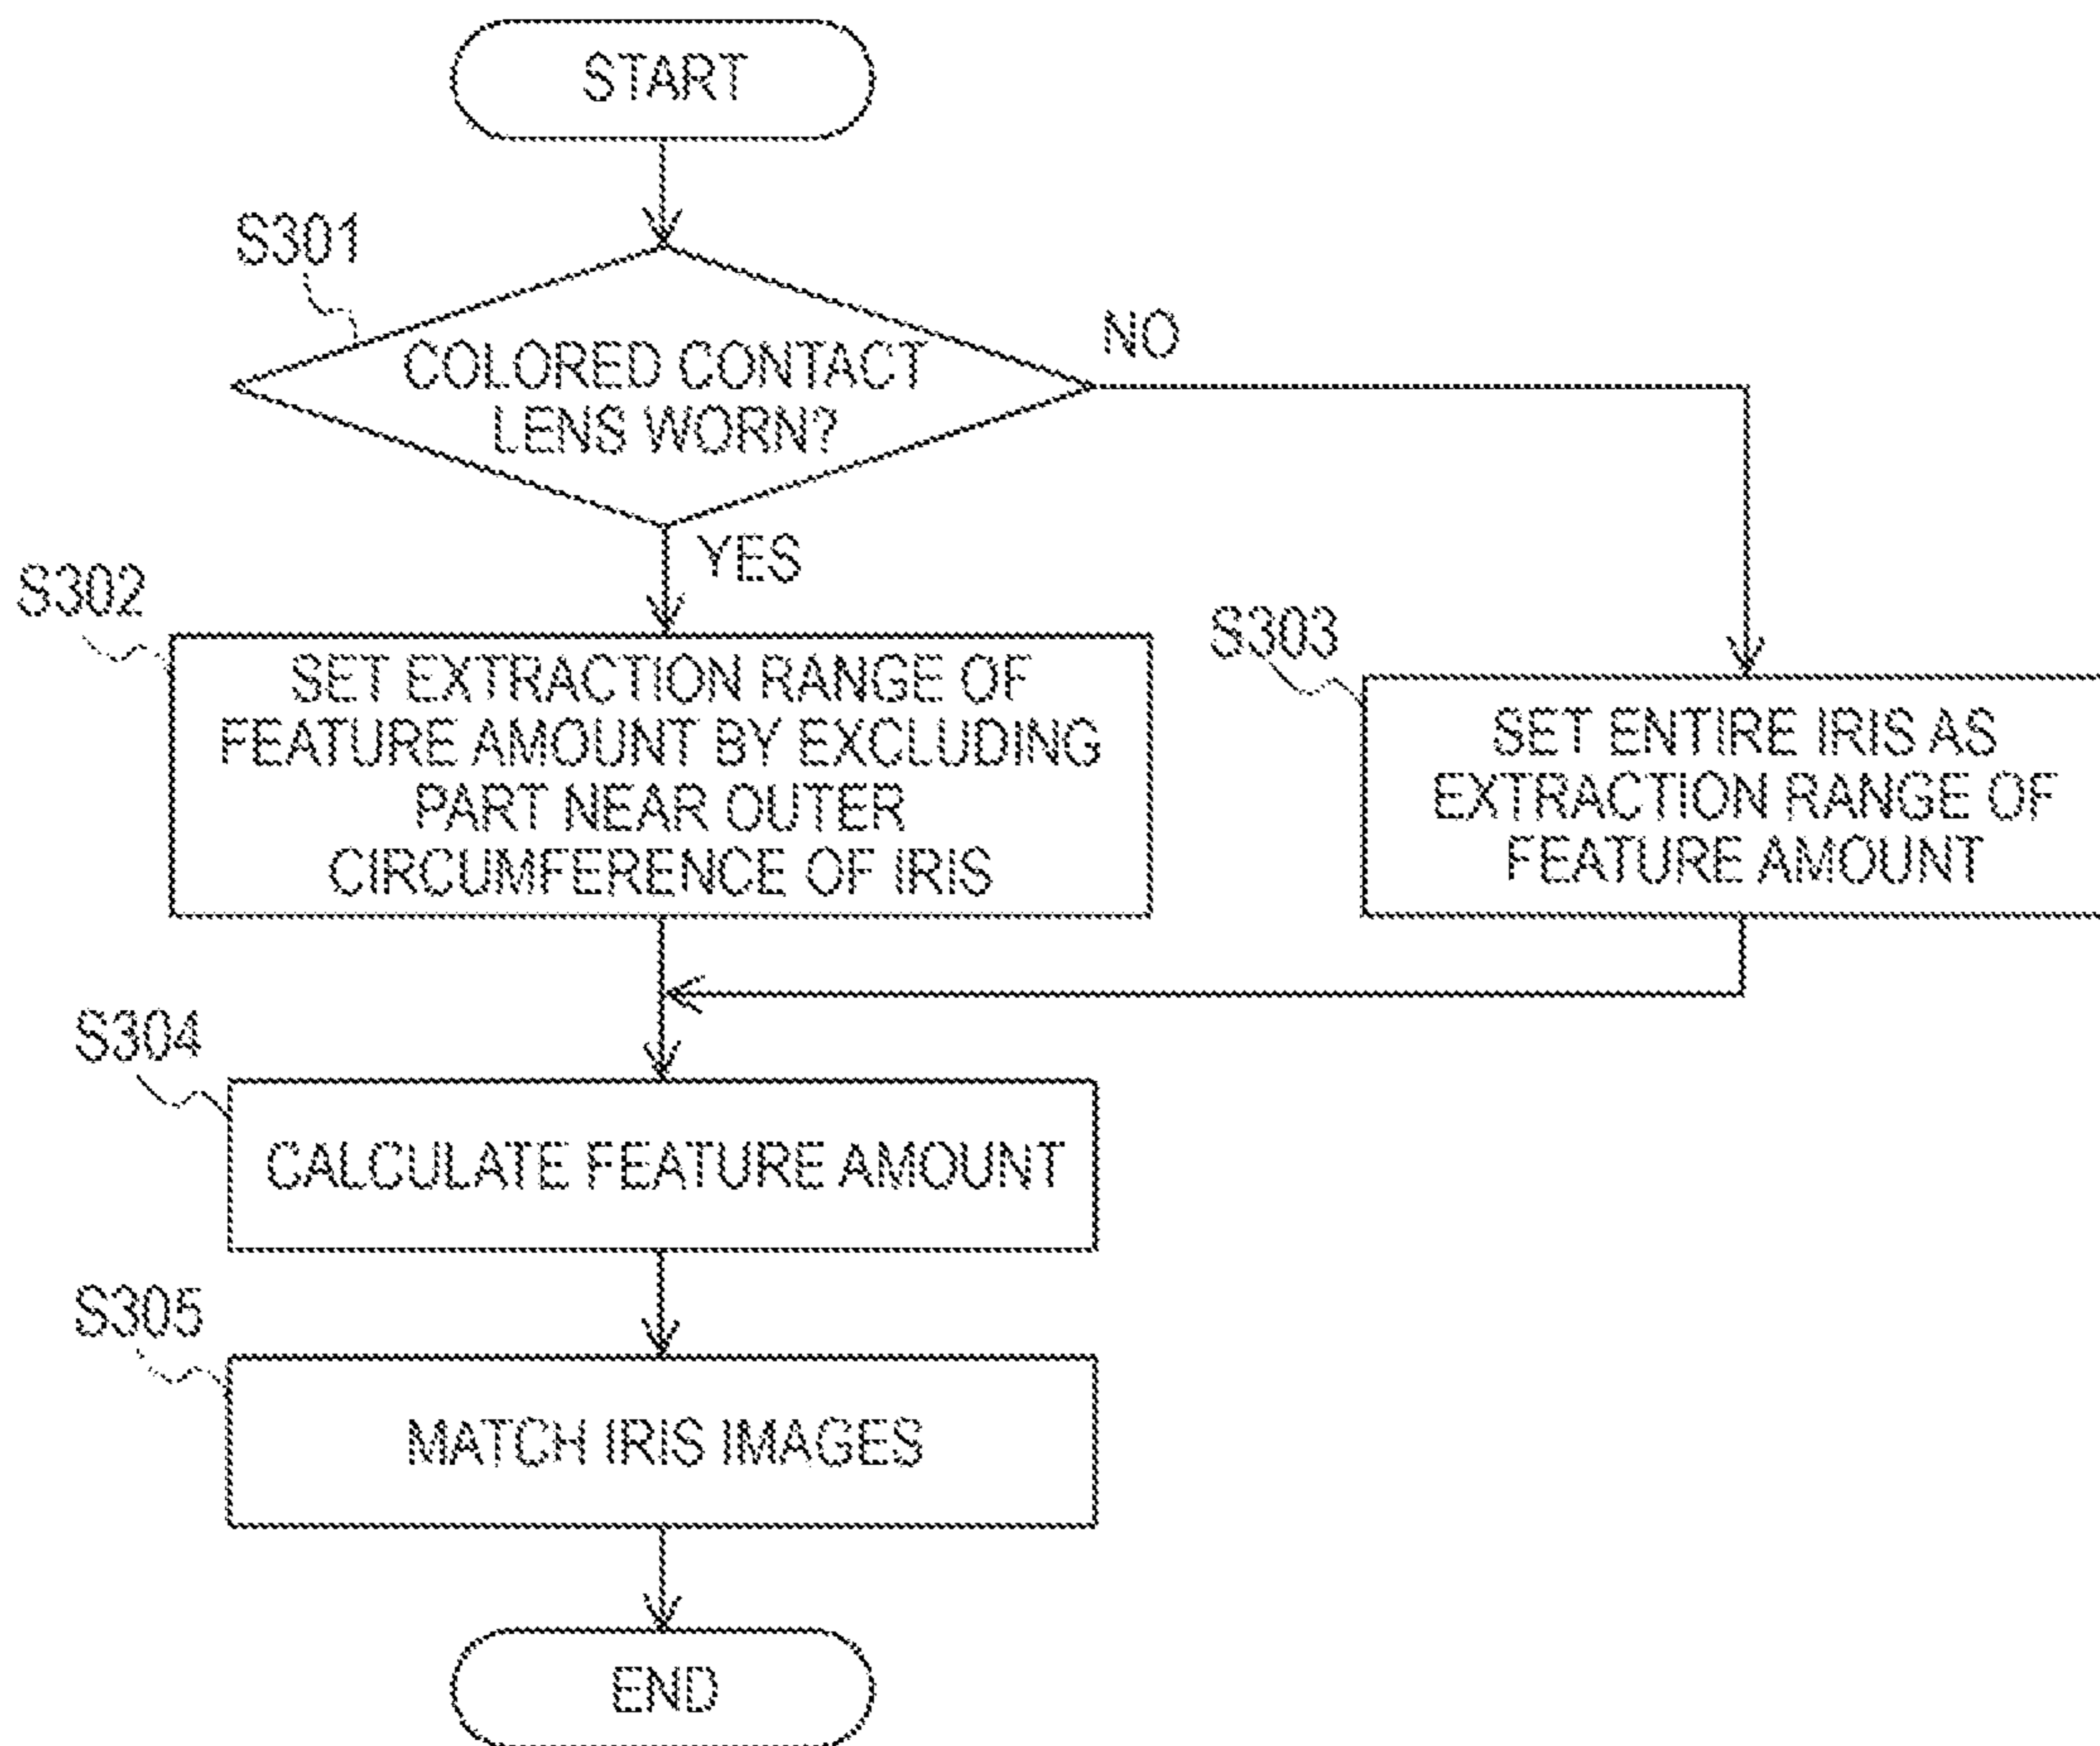 START
S301
COLORED CONTACT
LENS WORN?
NO
YES
S302
SET EXTRACTION RANGE OF
FEATURE AMOUNT BY EXCLUDING
PART NEAR OUTER
CIRCUMFERENCE OF IRIS
S303
SET ENTIRE IRIS AS
EXTRACTION RANGE OF
FEATURE AMOUNT
S304
CALCULATE FEATURE AMOUNT
S305
MATCH IRIS IMAGES
END